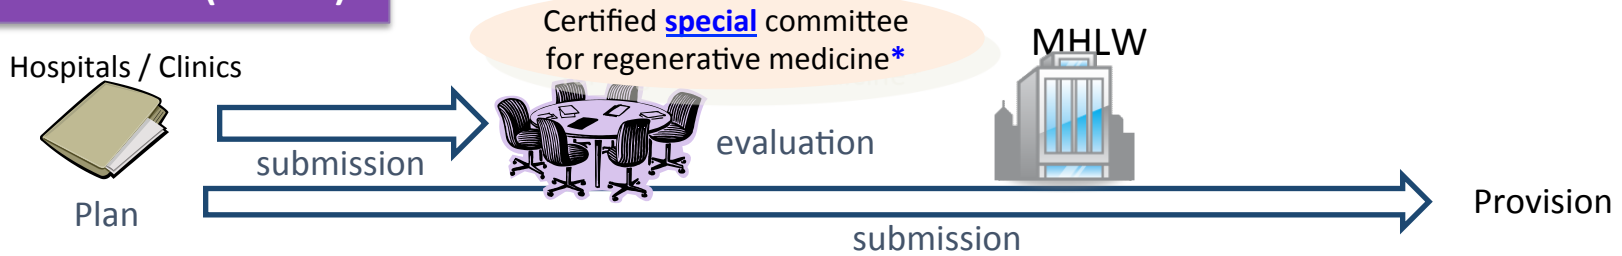 Certified special committee
for regenerative medicine*
MHLW
Hospitals / Clinics
evaluation
submission
Plan
Provision
submission